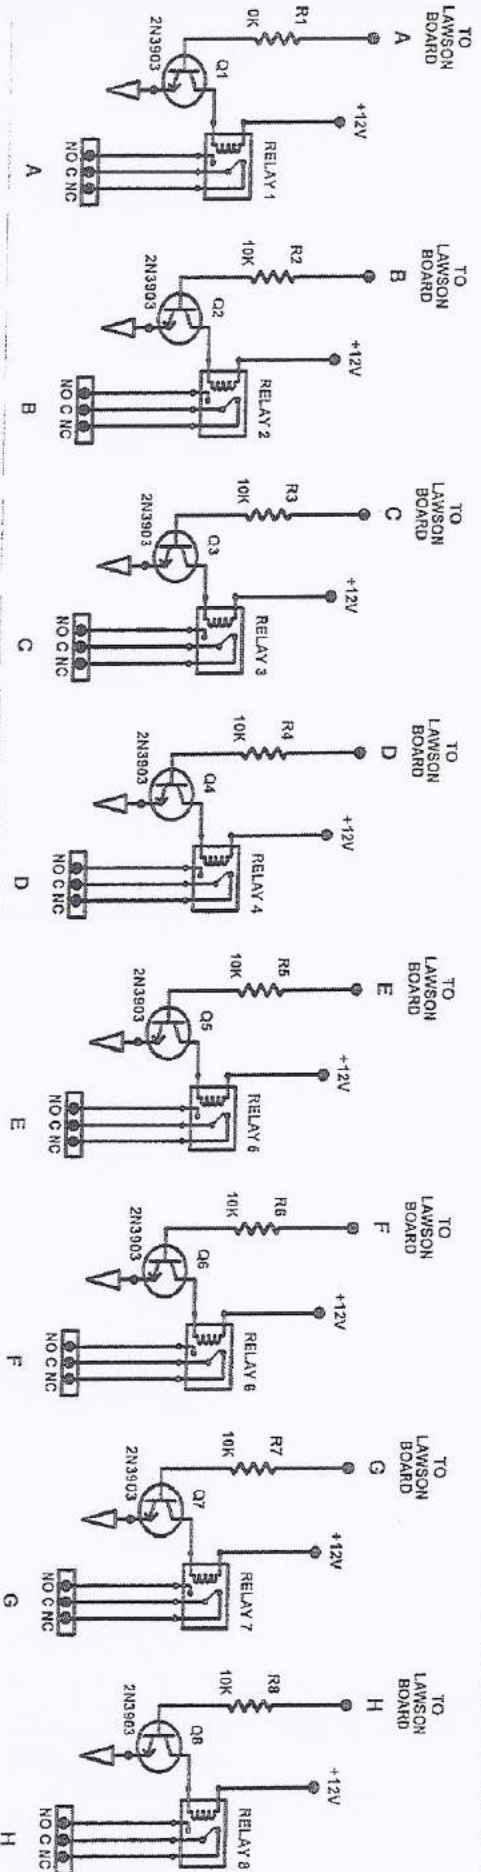 TO
LAWSON
BOARD
A
R1
0K
Q1
2N3903
+12V
RELAY 1
NO C NC
A
TO
LAWSON
BOARD
B
R2
10K
Q2
2N3903
+12V
RELAY 2
NO C NC
B
TO
LAWSON
BOARD
C
R3
10K
Q3
2N3903
+12V
RELAY 3
NO C NC
C
TO
LAWSON
BOARD
D
R4
10K
Q4
2N3903
+12V
RELAY 4
NO C NC
D
TO
LAWSON
BOARD
E
R5
10K
Q5
2N3903
+12V
RELAY 5
NO C NC
E
TO
LAWSON
BOARD
F
R6
10K
Q6
2N3903
+12V
RELAY 6
NO C NC
F
TO
LAWSON
BOARD
G
R7
10K
Q7
2N3903
+12V
RELAY 7
NO C NC
G
TO
LAWSON
BOARD
H
R8
10K
Q8
2N3903
+12V
RELAY 8
NO C NC
H